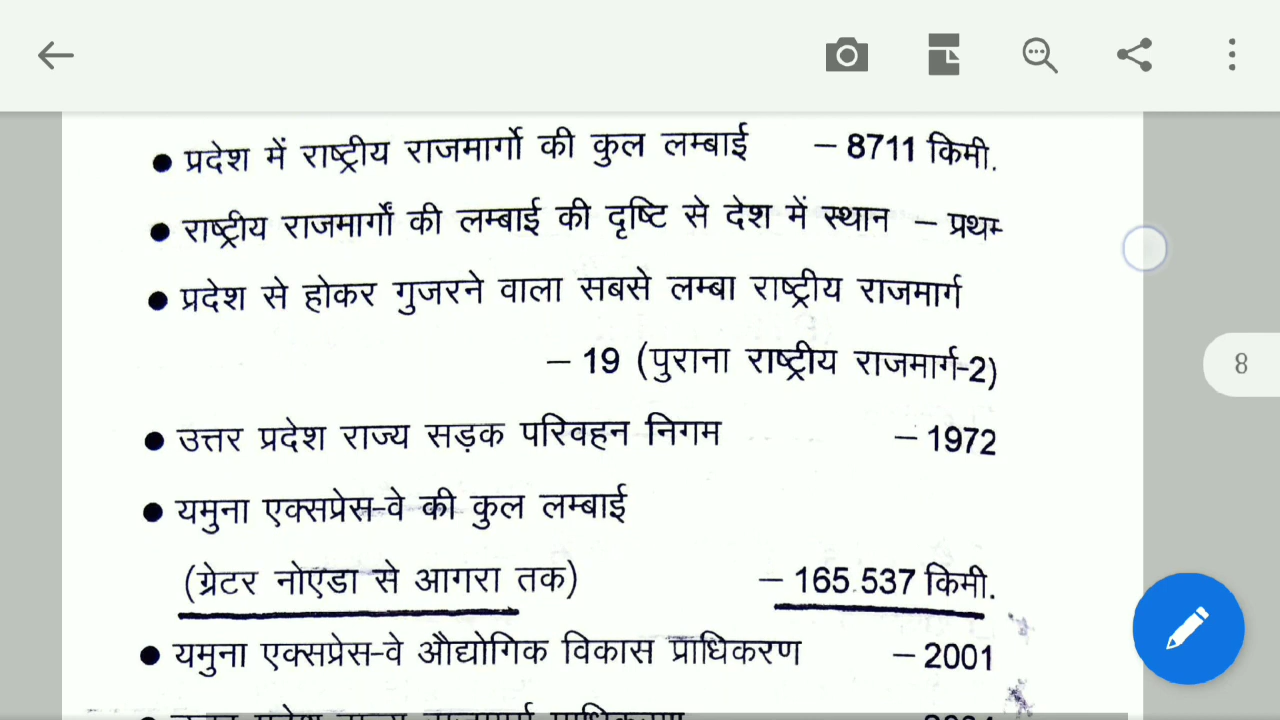 ● प्रदेश में राष्ट्रीय राजमार्गो की कुल लम्बाई – 8711 किमी.
● राष्ट्रीय राजमार्गों की लम्बाई की दृष्टि से देश में स्थान – प्रथम
● प्रदेश से होकर गुजरने वाला सबसे लम्बा राष्ट्रीय राजमार्ग
– 19 (पुराना राष्ट्रीय राजमार्ग-2)
8
● उत्तर प्रदेश राज्य सड़क परिवहन निगम – 1972
● यमुना एक्सप्रेस-वे की कुल लम्बाई
(ग्रेटर नोएडा से आगरा तक) – 165.537 किमी.
● यमुना एक्सप्रेस-वे औद्योगिक विकास प्राधिकरण – 2001